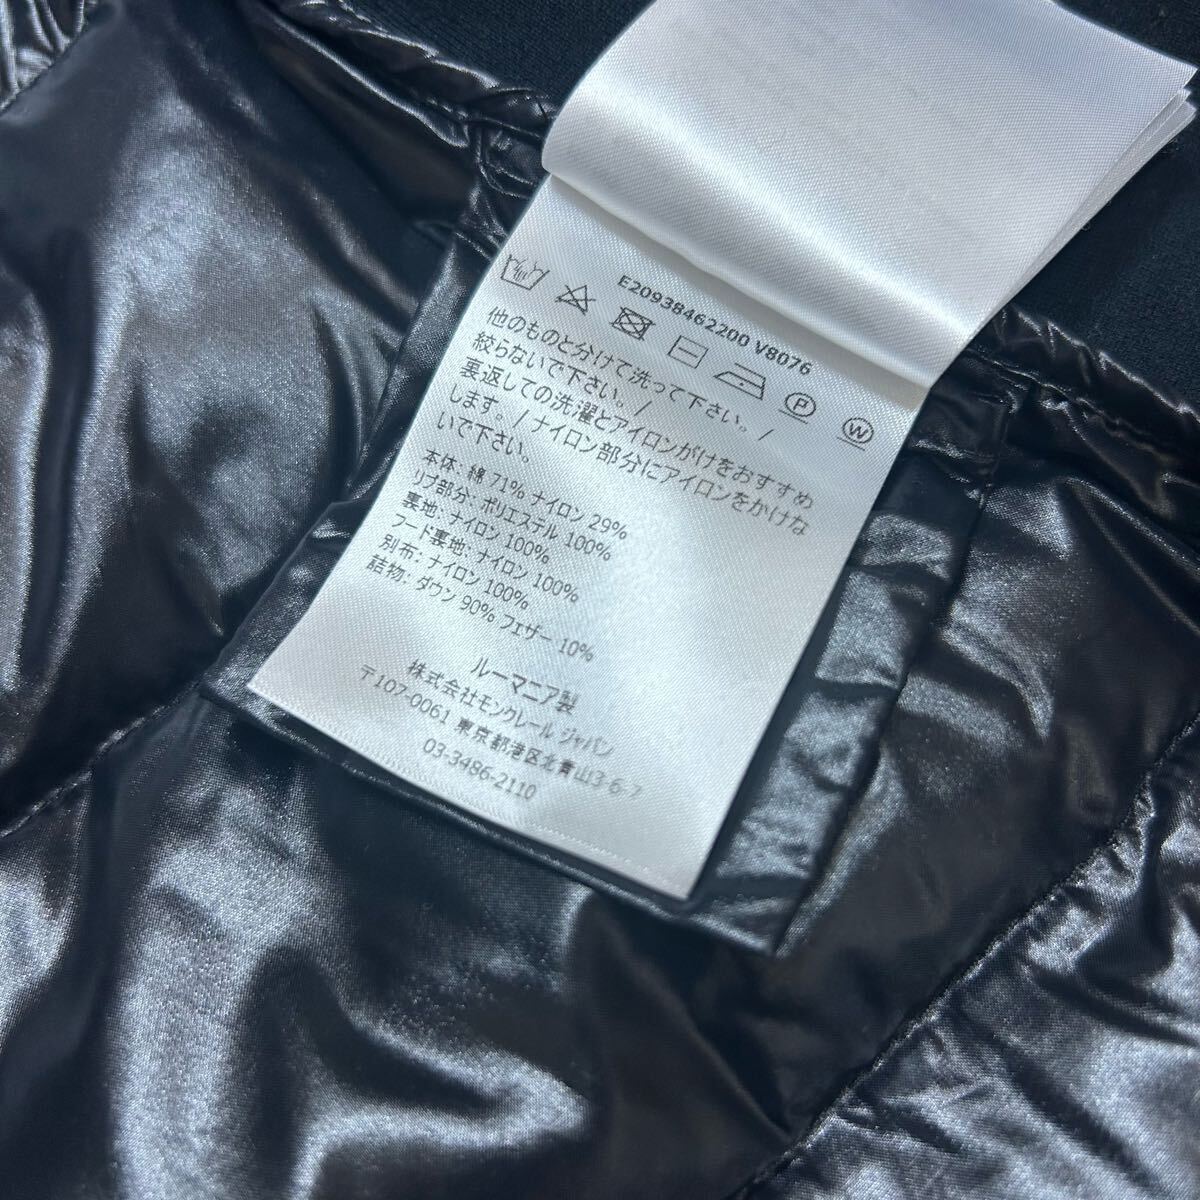 E20938462200 V8076
P
W
他のものと分けて洗って下さい。/
絞らないで下さい。/
裏返しての洗濯とアイロンがけをおすすめ
します。/ナイロン部分にアイロンをかけな
いで下さい。
本体: 綿 71% ナイロン 29%
リブ部分: ポリエステル 100%
裏地: ナイロン 100%
フード裏地: ナイロン 100%
別布: ナイロン 100%
詰物: ダウン 90% フェザー 10%
ルーマニア製
株式会社モンクレール ジャパン
〒107-0061 東京都港区北青山3-6-7
03-3486-2110